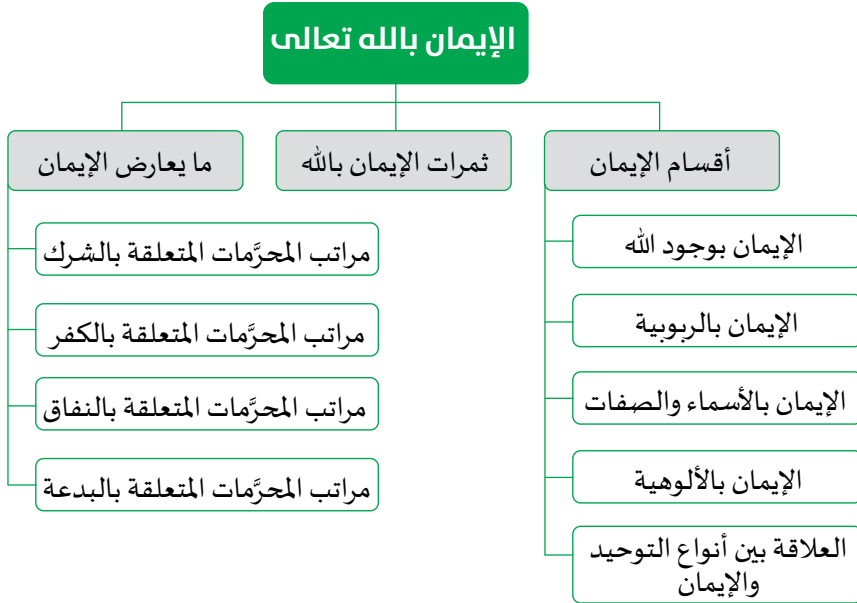 الإيمان بالله تعالى
أقسام الإيمان
الإيمان بوجود الله
الإيمان بالربوبية
الإيمان بالأسماء والصفات
الإيمان بالألوهية
العلاقة بين أنواع التوحيد
والإيمان
ثمرات الإيمان بالله
ما يعارض الإيمان
مراتب المحرَّمات المتعلقة بالشرك
مراتب المحرَّمات المتعلقة بالكفر
مراتب المحرَّمات المتعلقة بالنفاق
مراتب المحرَّمات المتعلقة بالبدعة